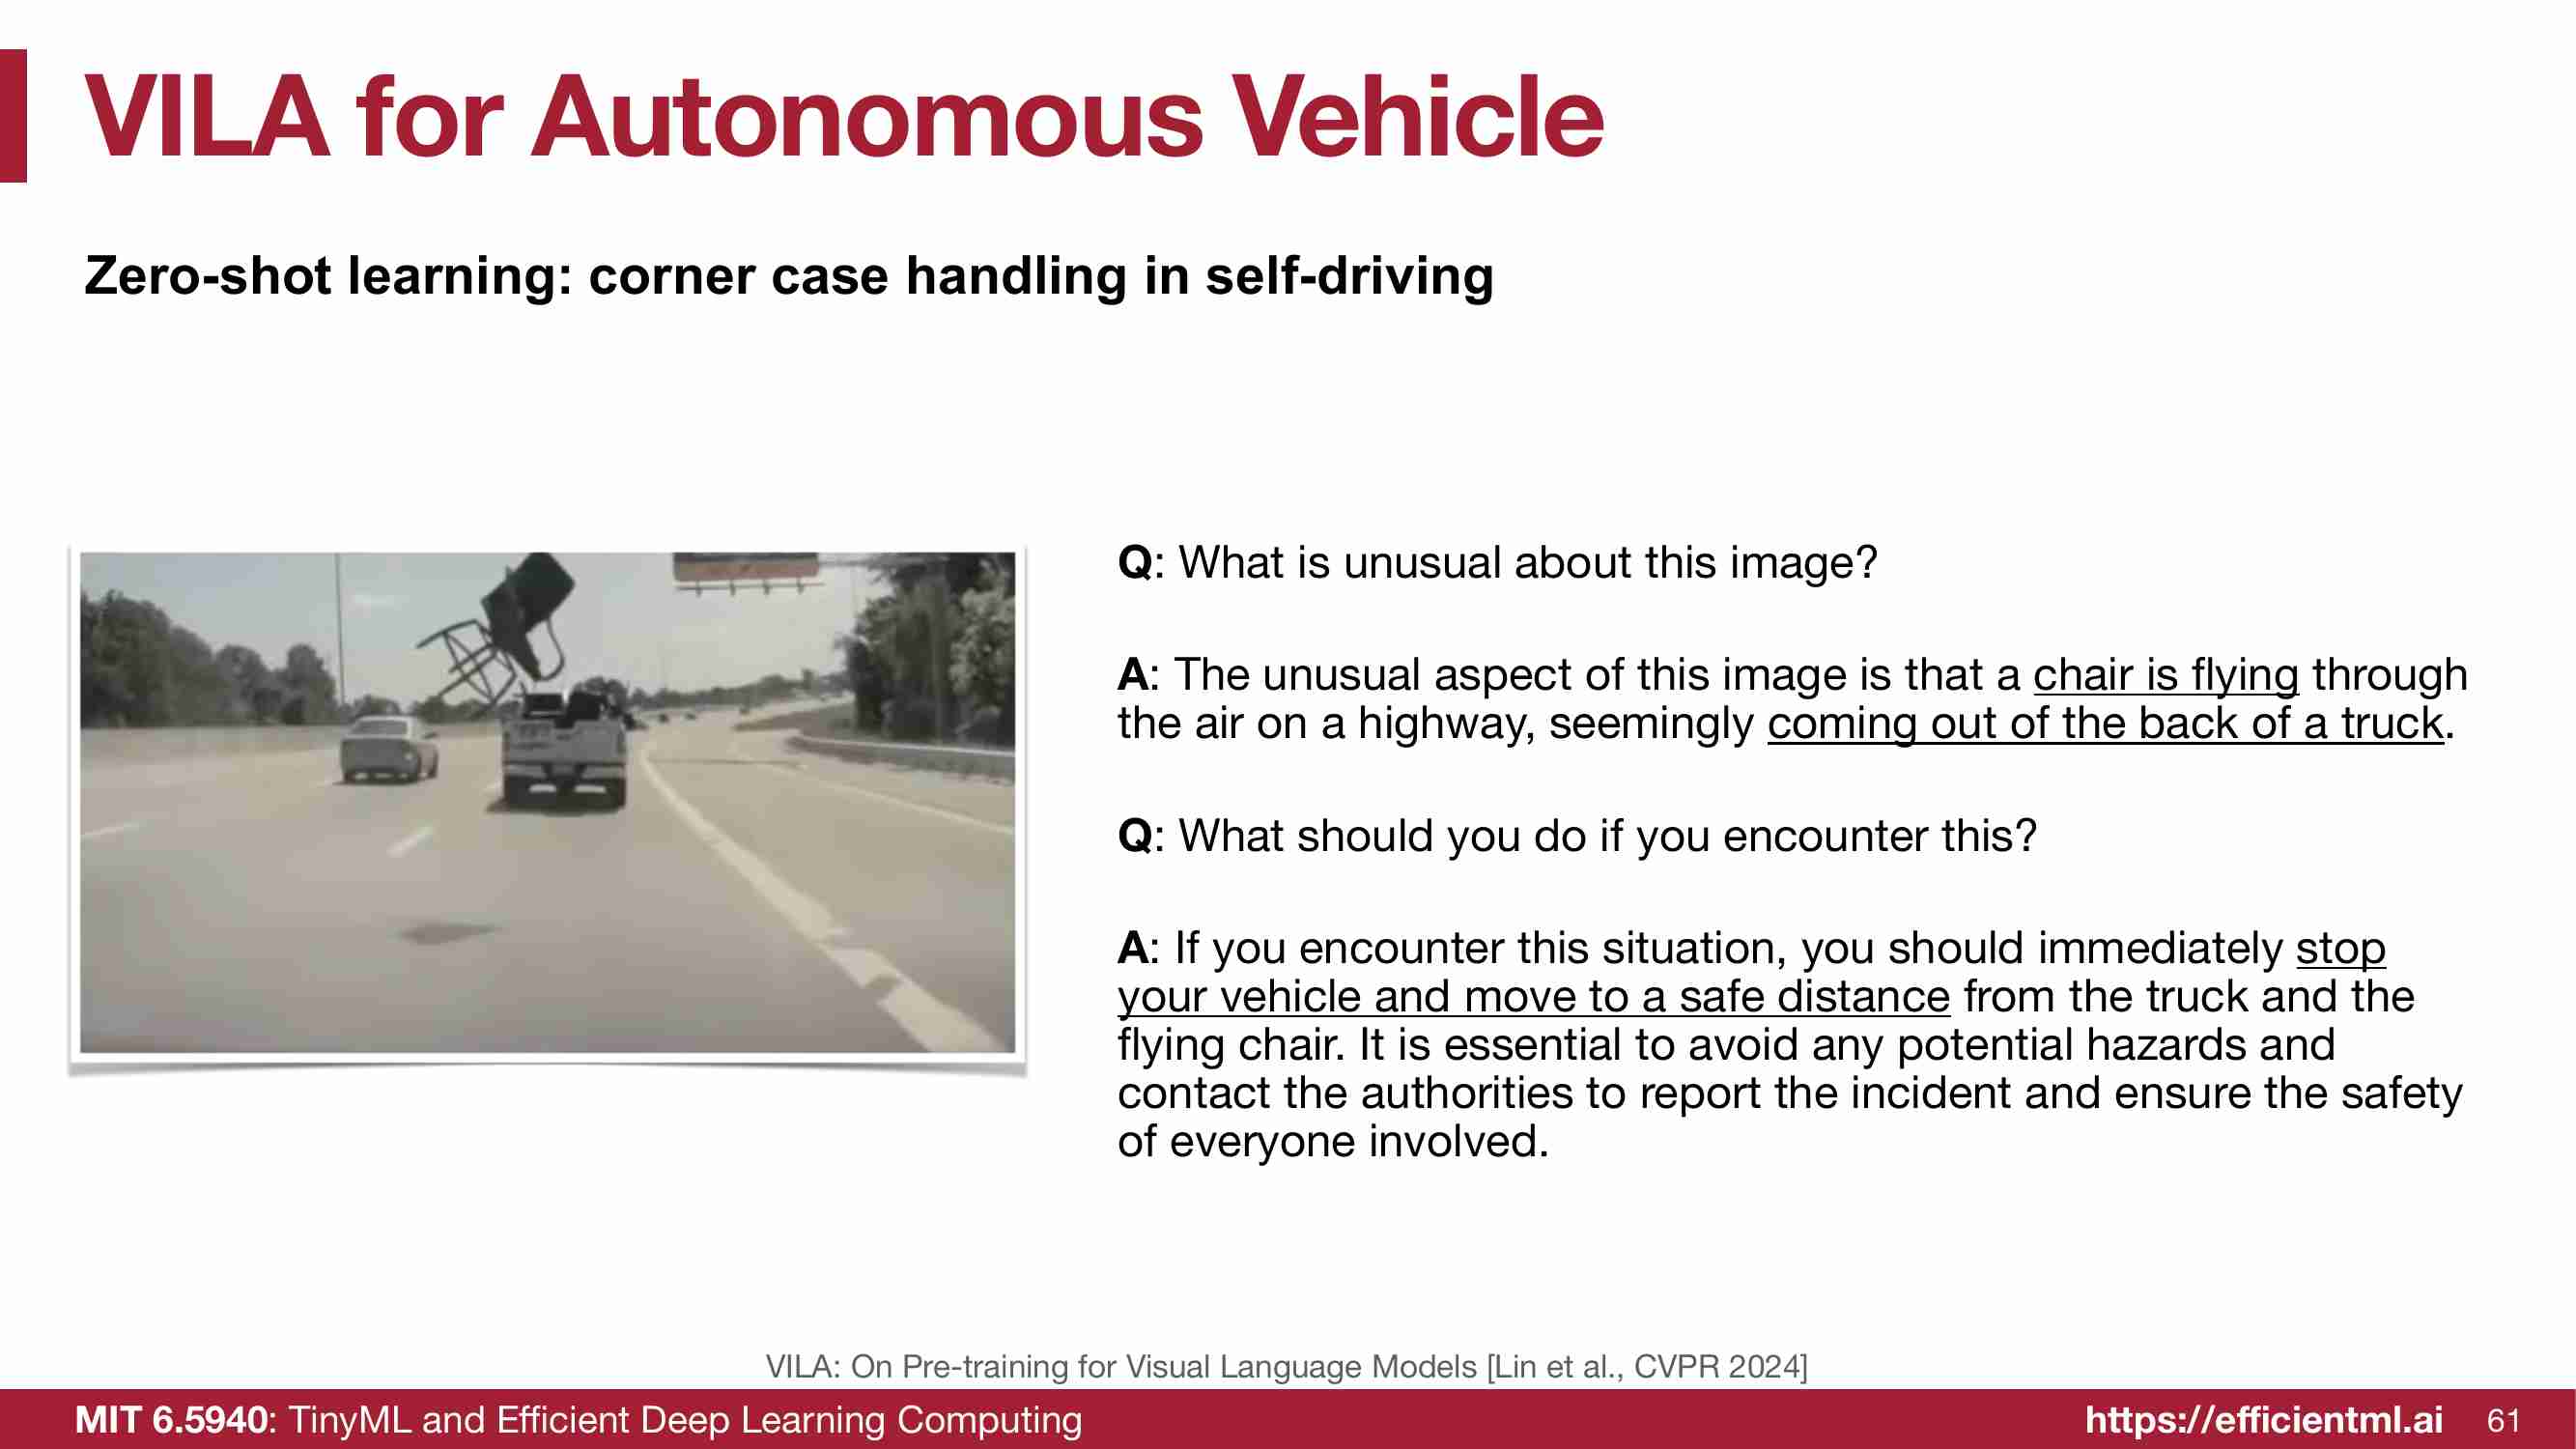 VILA for Autonomous Vehicle
Zero-shot learning: corner case handling in self-driving
Q: What is unusual about this image?
A: The unusual aspect of this image is that a chair is flying through
the air on a highway, seemingly coming out of the back of a truck.
Q: What should you do if you encounter this?
A: If you encounter this situation, you should immediately stop
your vehicle and move to a safe distance from the truck and the
flying chair. It is essential to avoid any potential hazards and
contact the authorities to report the incident and ensure the safety
of everyone involved.
VILA: On Pre-training for Visual Language Models [Lin et al., CVPR 2024]
MIT 6.5940: TinyML and Efficient Deep Learning Computing
https://efficientml.ai 61